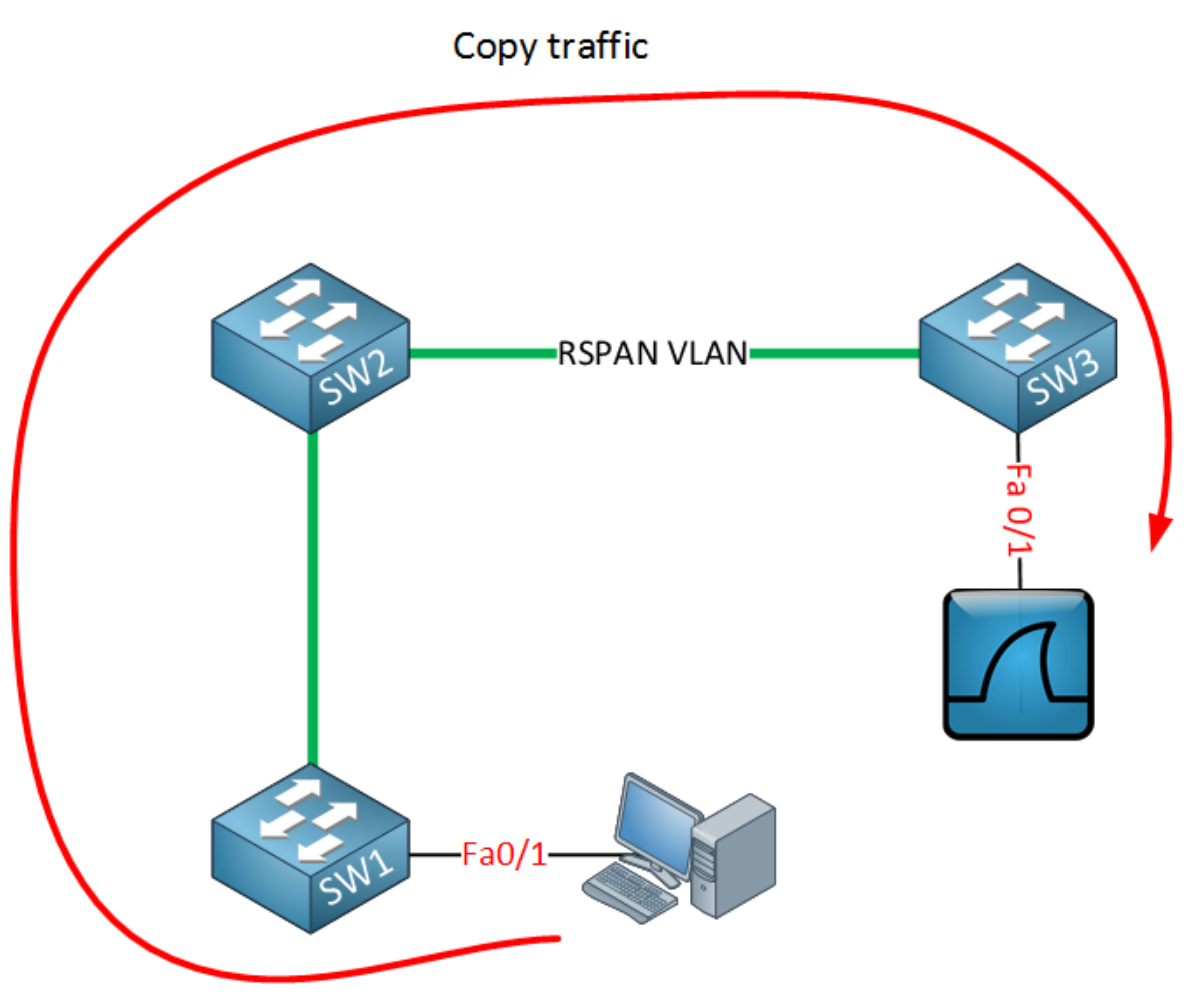 Copy traffic
SW2
RSPAN VLAN
SW3
Fa 0/1
SW1
Fa0/1